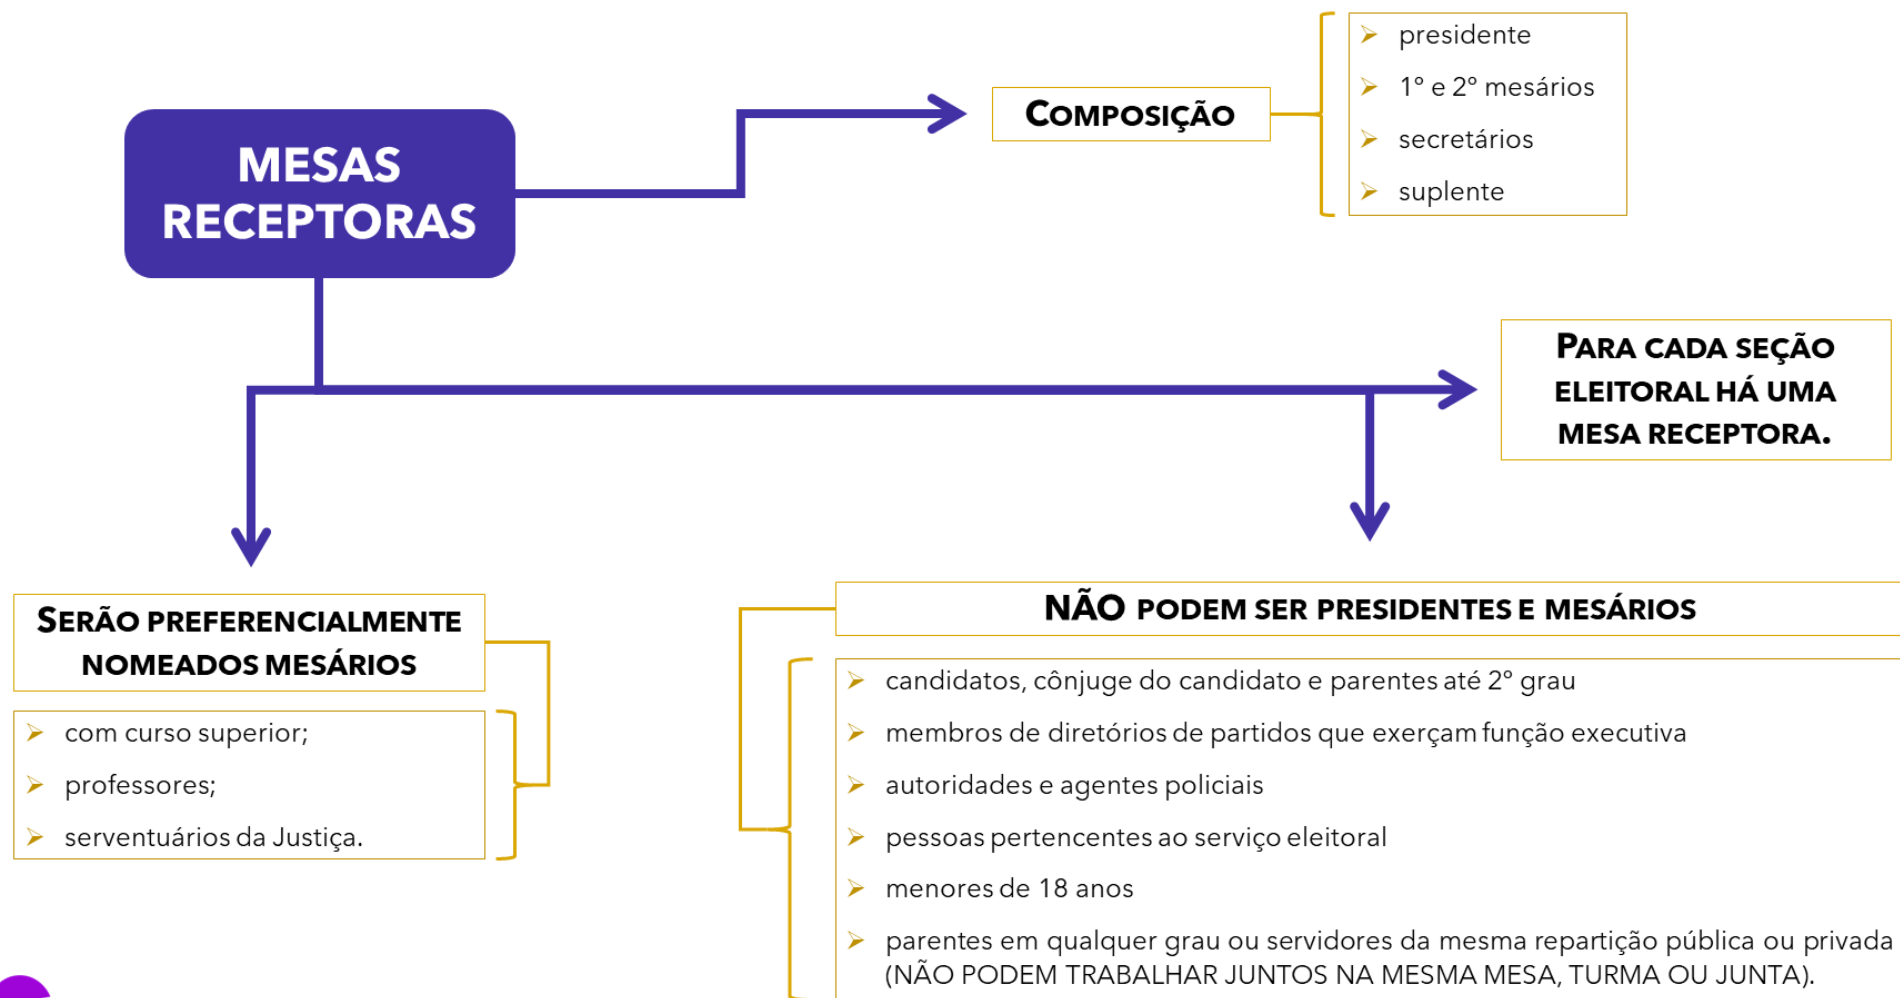 MESAS
RECEPTORAS
COMPOSIÇÃO
presidente
1º e 2º mesários
secretários
suplente
PARA CADA SEÇÃO
ELEITORAL HÁ UMA
MESA RECEPTORA.
SERÃO PREFERENCIALMENTE
NOMEADOS MESÁRIOS
com curso superior;
professores;
serventuários da Justiça.
NÃO PODEM SER PRESIDENTES E MESÁRIOS
candidatos, cônjuge do candidato e parentes até 2º grau
membros de diretórios de partidos que exerçam função executiva
autoridades e agentes policiais
pessoas pertencentes ao serviço eleitoral
menores de 18 anos
parentes em qualquer grau ou servidores da mesma repartição pública ou privada
(NÃO PODEM TRABALHAR JUNTOS NA MESMA MESA, TURMA OU JUNTA).